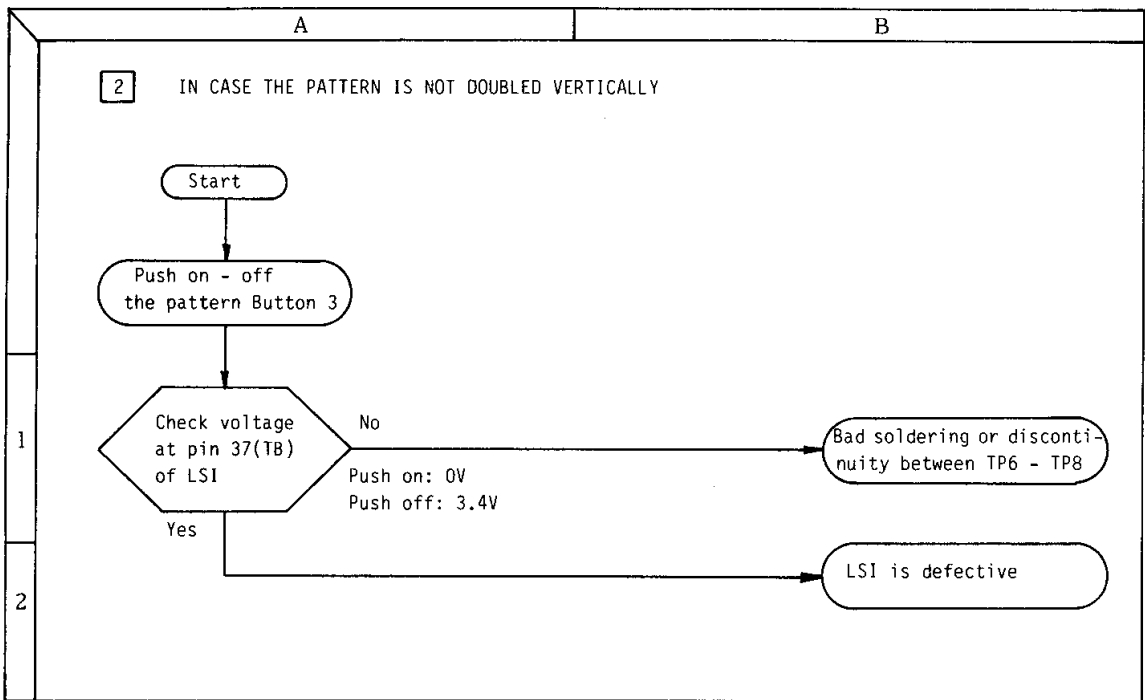 A
B
2 IN CASE THE PATTERN IS NOT DOUBLED VERTICALLY
Start
Push on - off
the pattern Button 3
1
Check voltage
at pin 37(TB)
of LSI
No
Push on: 0V
Push off: 3.4V
Bad soldering or disconti-
nuity between TP6 - TP8
Yes
2
LSI is defective